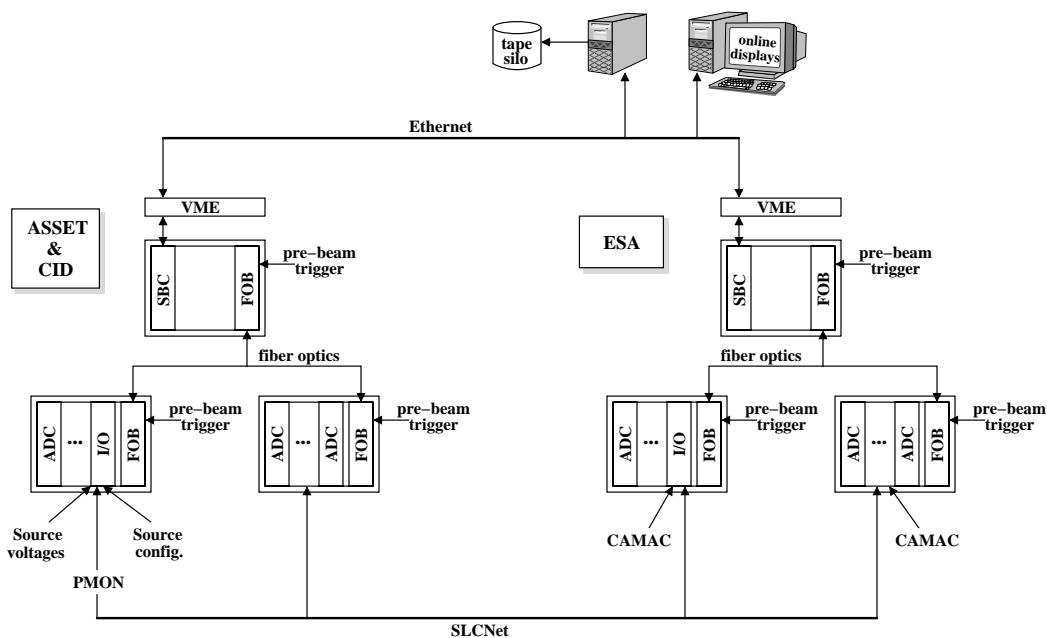 tape
silo
online
displays
Ethernet
VME
VME
ASSET
&
CID
ESA
SBC
FOB
pre−beam
trigger
SBC
FOB
pre−beam
trigger
fiber optics
fiber optics
ADC
...
I/O
FOB
pre−beam
trigger
ADC
...
ADC
FOB
pre−beam
trigger
ADC
...
I/O
FOB
pre−beam
trigger
ADC
...
ADC
FOB
pre−beam
trigger
Source
voltages
Source
config.
CAMAC
CAMAC
PMON
SLCNet